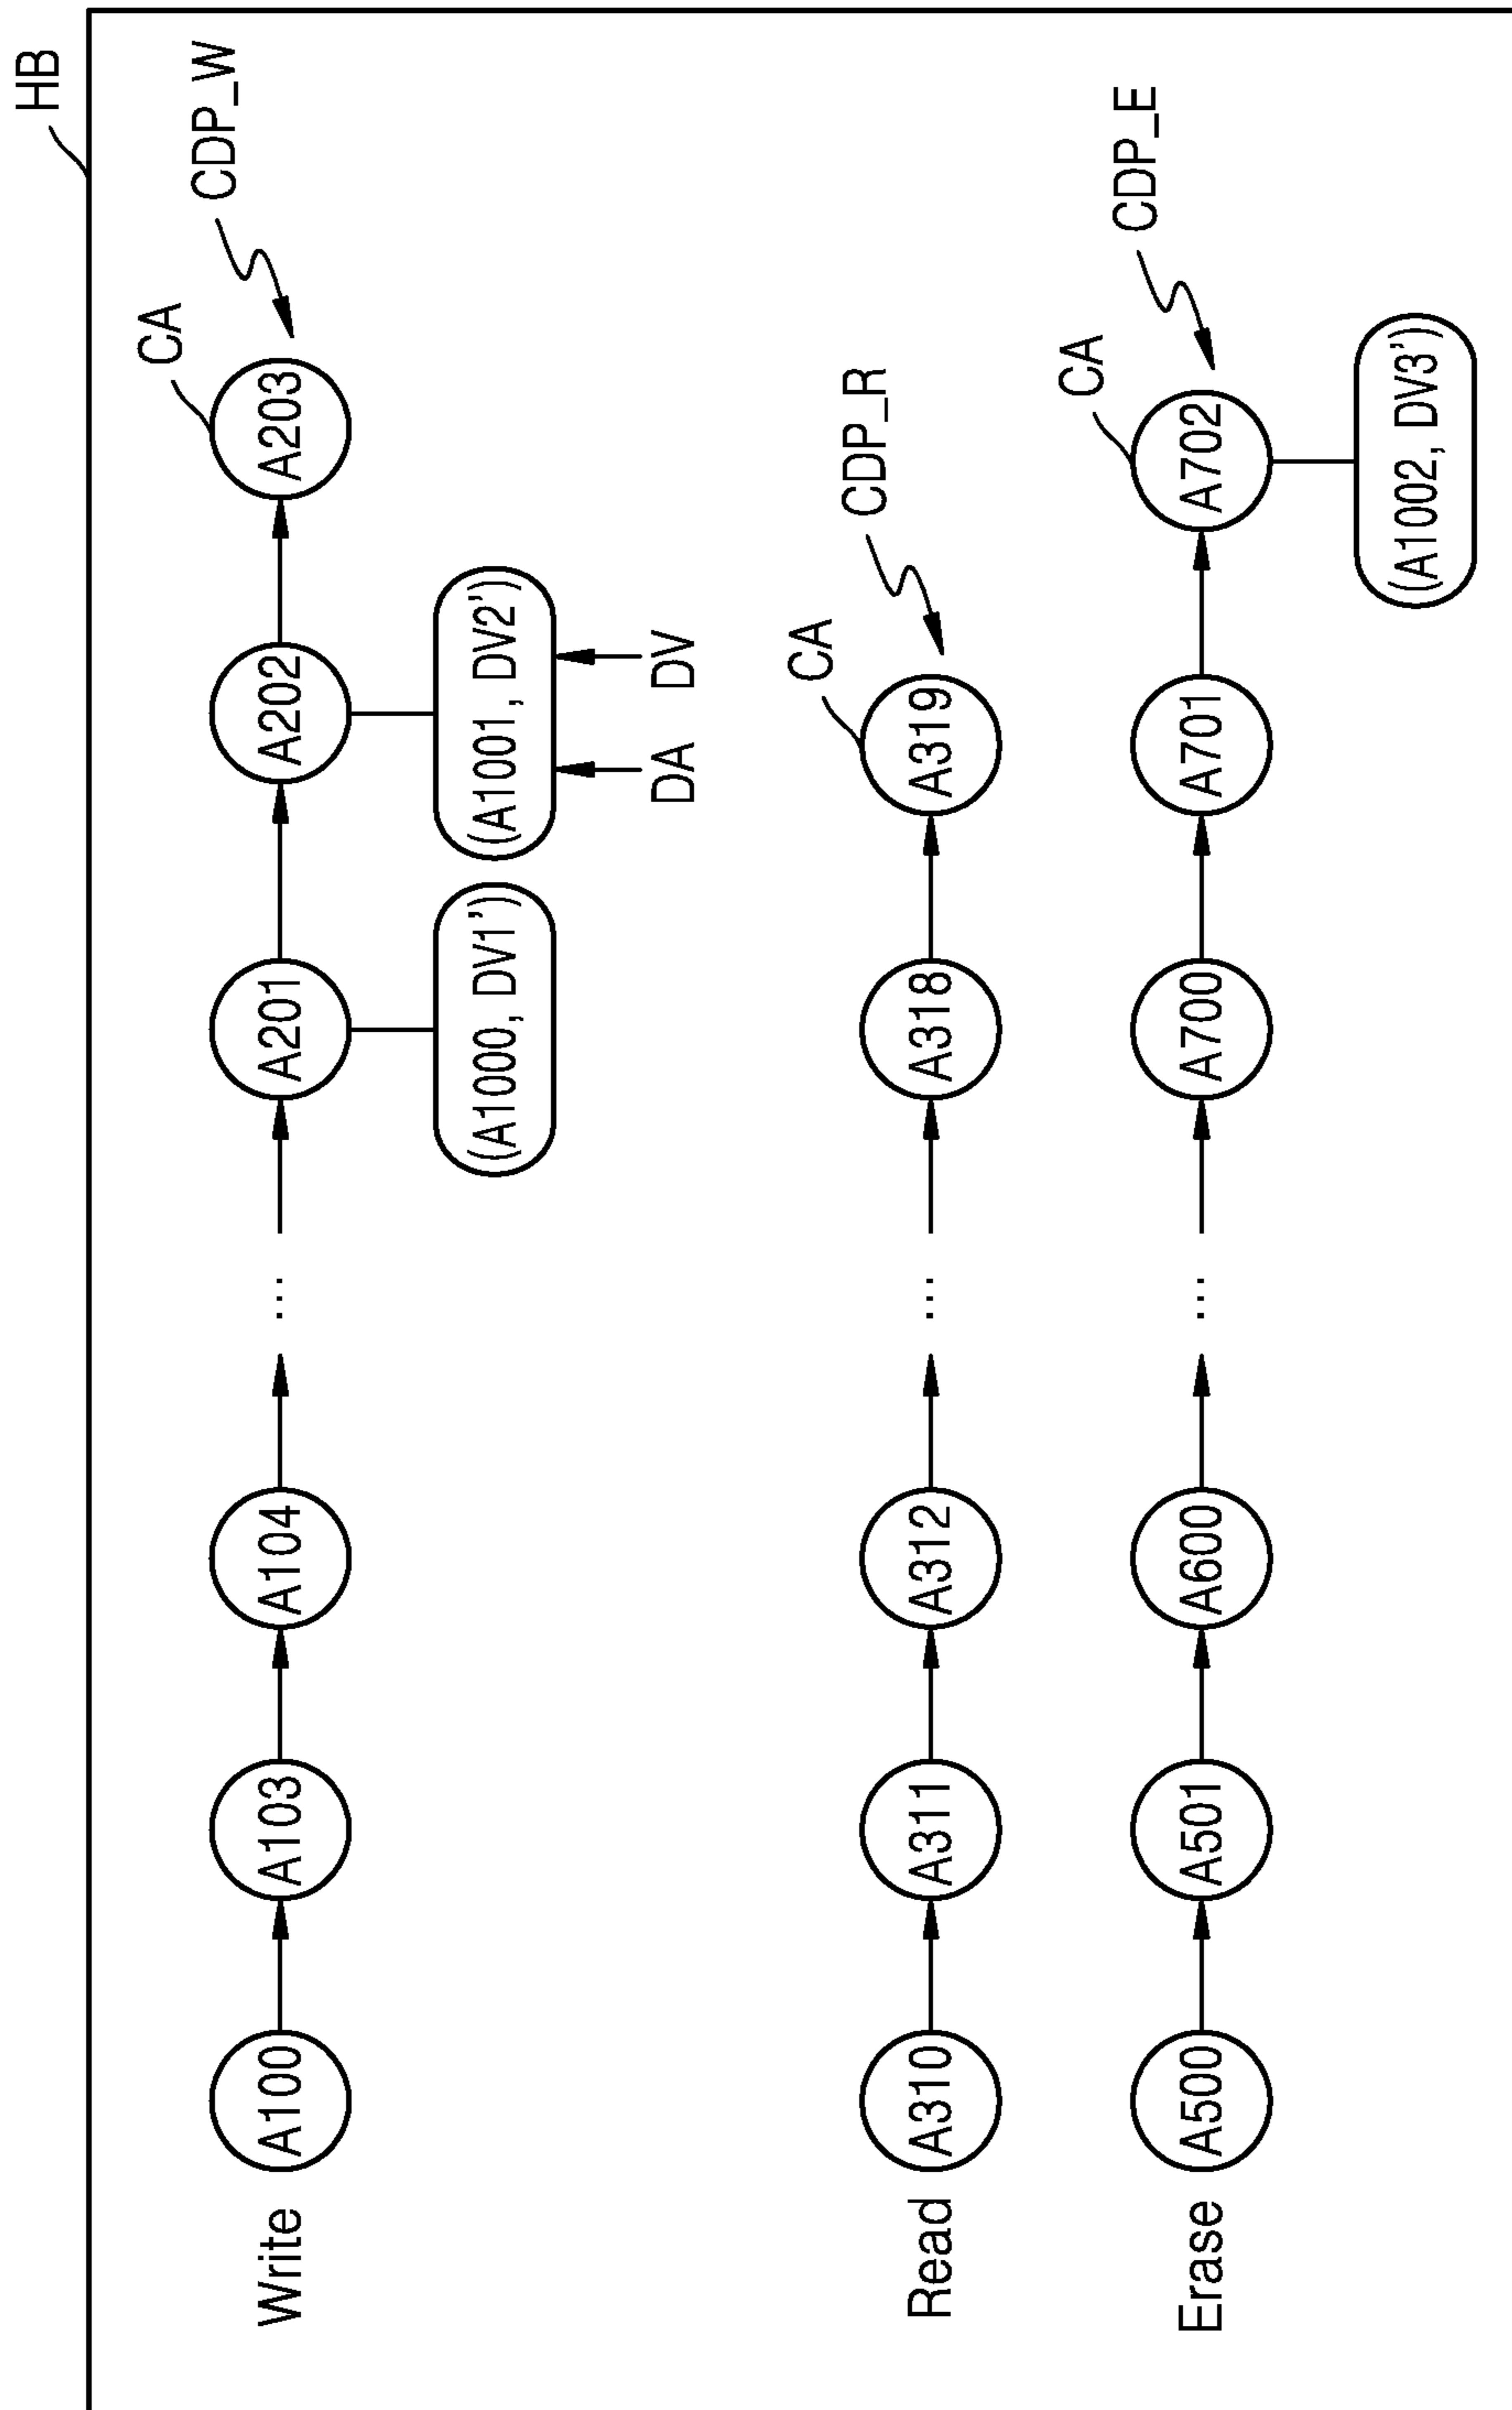 HB
Write
A100
A103
A104
...
A201
A202
A203
CA
CDP_W
(A1000, DV1')
(A1001, DV2')
DA
DV
Read
A310
A311
A312
...
A318
A319
CA
CDP_R
Erase
A500
A501
A600
...
A700
A701
A702
CA
CDP_E
(A1002, DV3')